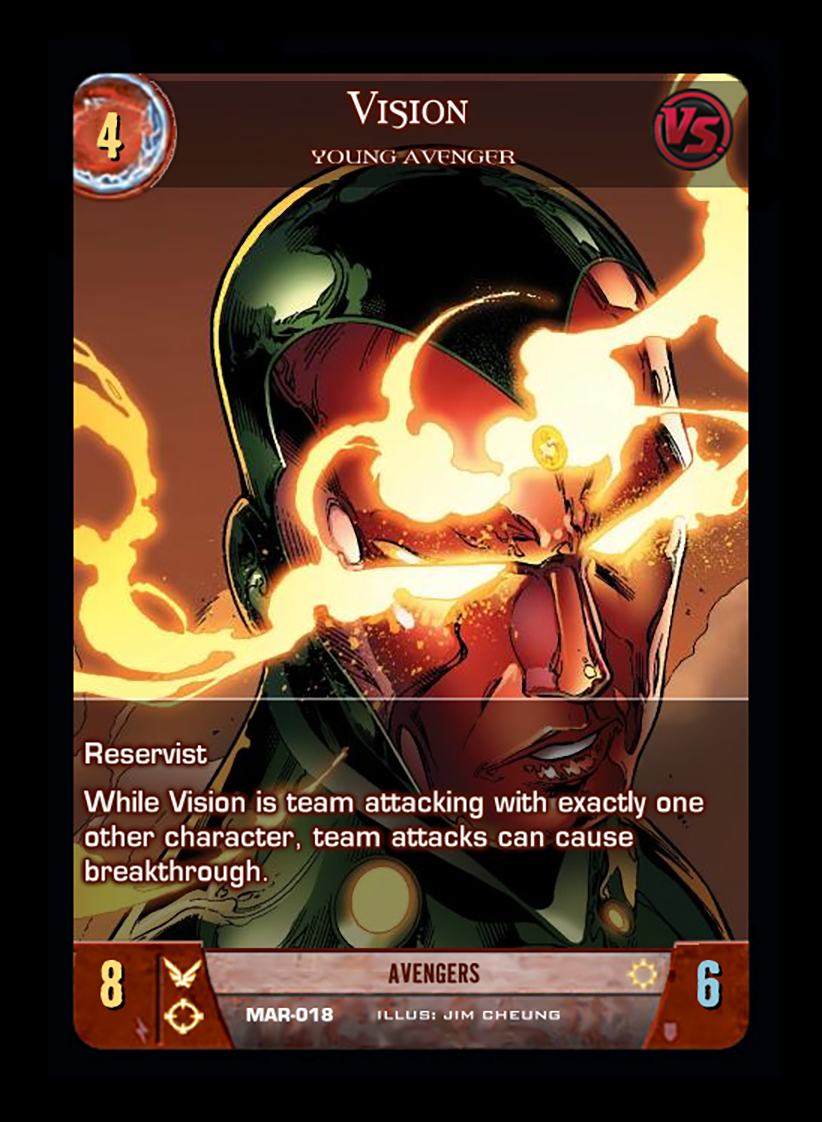 4
Vision
Young Avenger
VS.
Reservist
While Vision is team attacking with exactly one
other character, team attacks can cause
breakthrough.
8
AVENGERS
6
MAR-018 ILLUS: JIM CHEUNG